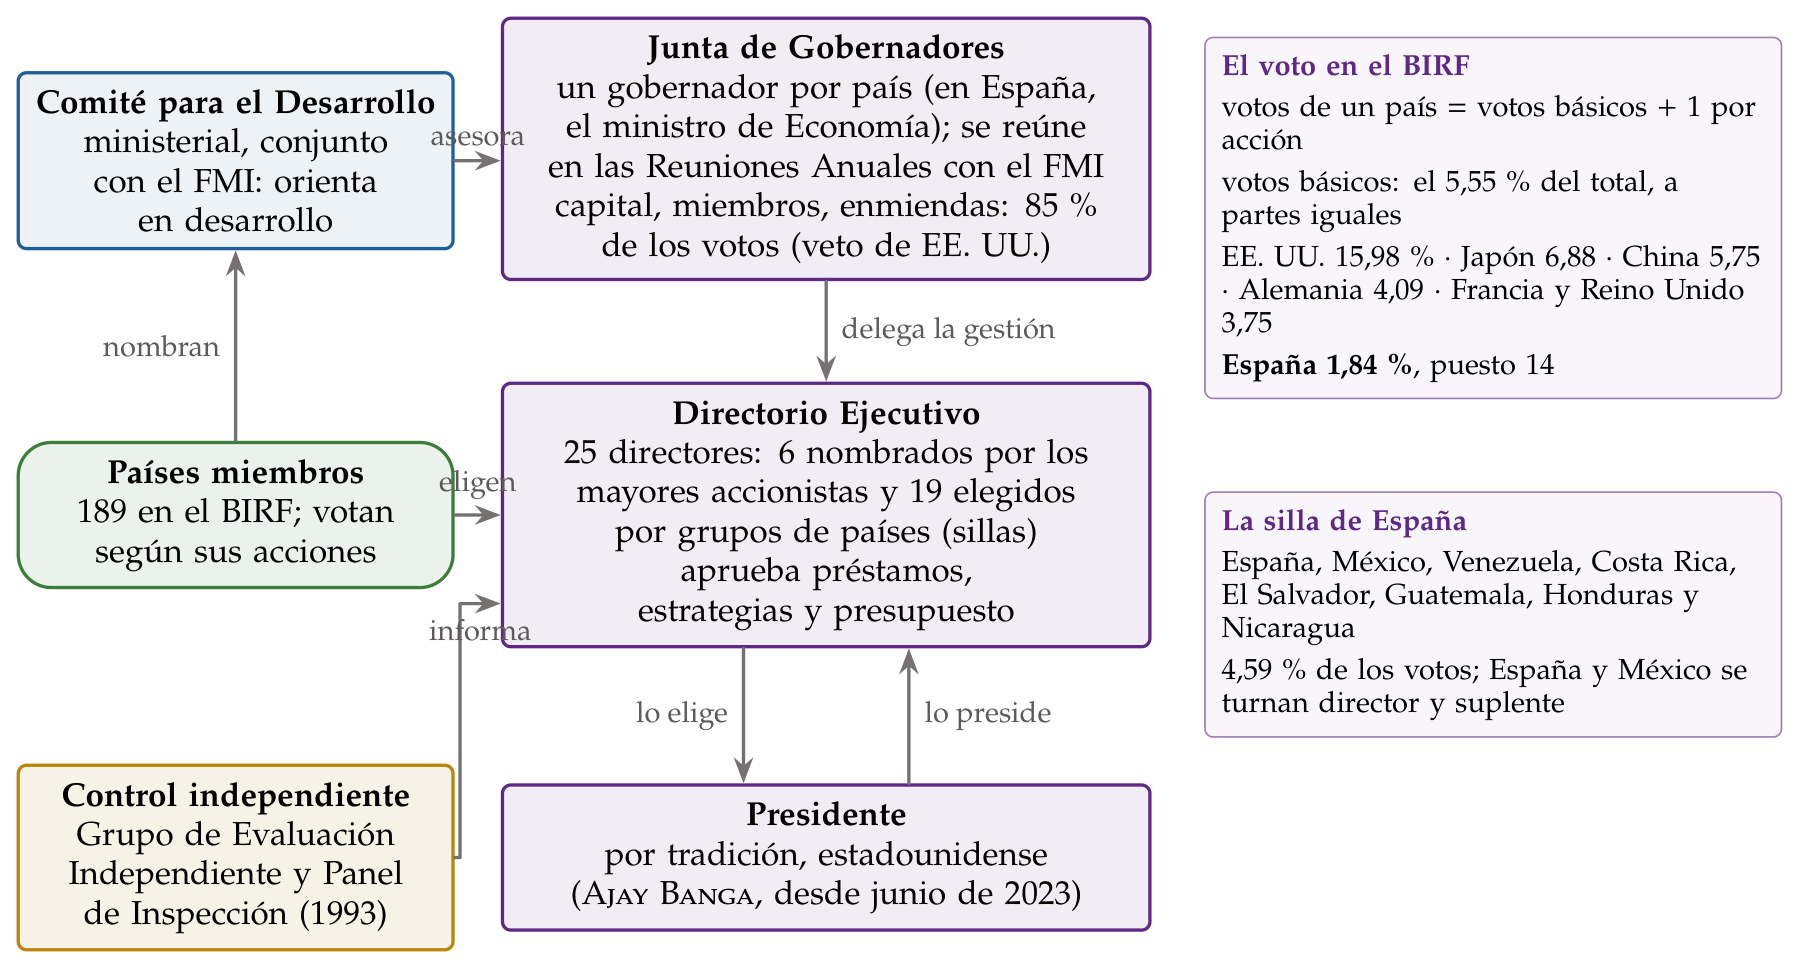 Comité para el Desarrollo
ministerial, conjunto
con el FMI: orienta
en desarrollo
asesora
Junta de Gobernadores
un gobernador por país (en España,
el ministro de Economía); se reúne
en las Reuniones Anuales con el FMI
capital, miembros, enmiendas: 85 %
de los votos (veto de EE. UU.)
nombran
delega la gestión
Países miembros
189 en el BIRF; votan
según sus acciones
eligen
informa
Directorio Ejecutivo
25 directores: 6 nombrados por los
mayores accionistas y 19 elegidos
por grupos de países (sillas)
aprueba préstamos,
estrategias y presupuesto
lo elige
lo preside
Control independiente
Grupo de Evaluación
Independiente y Panel
de Inspección (1993)
Presidente
por tradición, estadounidense
(Ajay Banga, desde junio de 2023)
El voto en el BIRF
votos de un país = votos básicos + 1 por
acción
votos básicos: el 5,55 % del total, a
partes iguales
EE. UU. 15,98 % · Japón 6,88 · China 5,75
· Alemania 4,09 · Francia y Reino Unido
3,75
España 1,84 %, puesto 14
La silla de España
España, México, Venezuela, Costa Rica,
El Salvador, Guatemala, Honduras y
Nicaragua
4,59 % de los votos; España y México se
turnan director y suplente